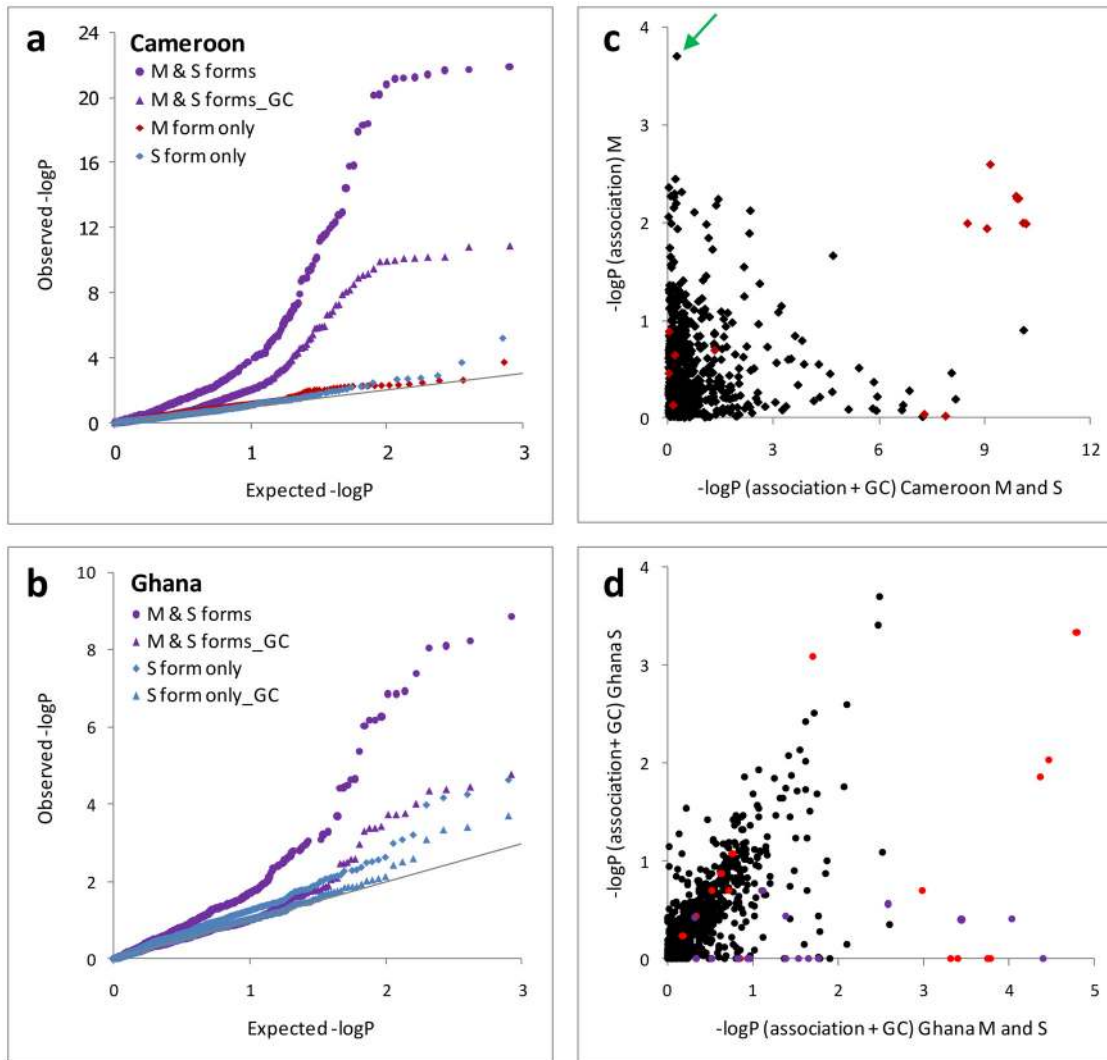 a
Cameroon
M & S forms
M & S forms_GC
M form only
S form only
24
20
16
12
8
4
0
0 1 2 3
Observed -logP
Expected -logP
c
4
3
2
1
0
0 3 6 9 12
-logP (association) M
-logP (association + GC) Cameroon M and S
b
Ghana
M & S forms
M & S forms_GC
S form only
S form only_GC
10
8
6
4
2
0
0 1 2 3
Observed -logP
Expected -logP
d
4
3
2
1
0
0 1 2 3 4 5
-logP (association+ GC) Ghana S
-logP (association + GC) Ghana M and S